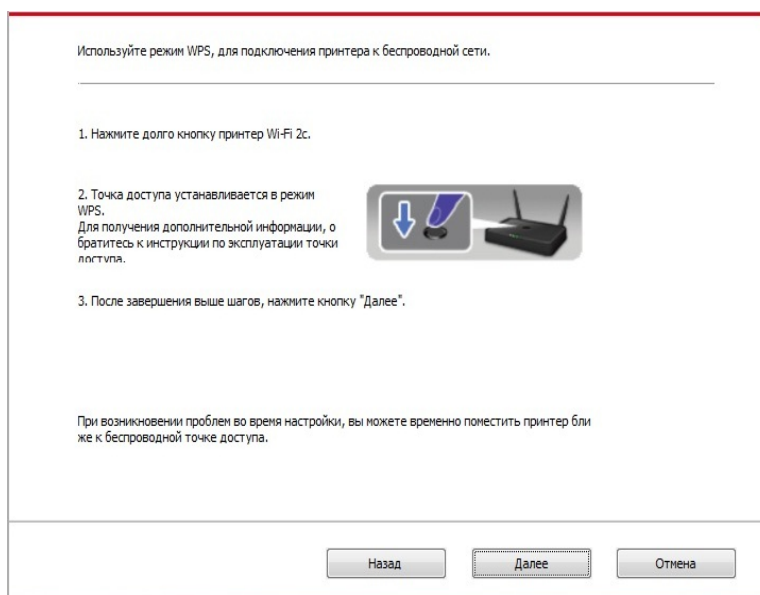 Используйте режим WPS, для подключения принтера к беспроводной сети.
1. Нажмите долго кнопку принтер Wi-Fi 2с.
2. Точка доступа устанавливается в режим
WPS.
Для получения дополнительной информации, о
братитесь к инструкции по эксплуатации точки
доступа.
3. После завершения выше шагов, нажмите кнопку "Далее".
При возникновении проблем во время настройки, вы можете временно поместить принтер бли
же к беспроводной точке доступа.
Назад Далее Отмена